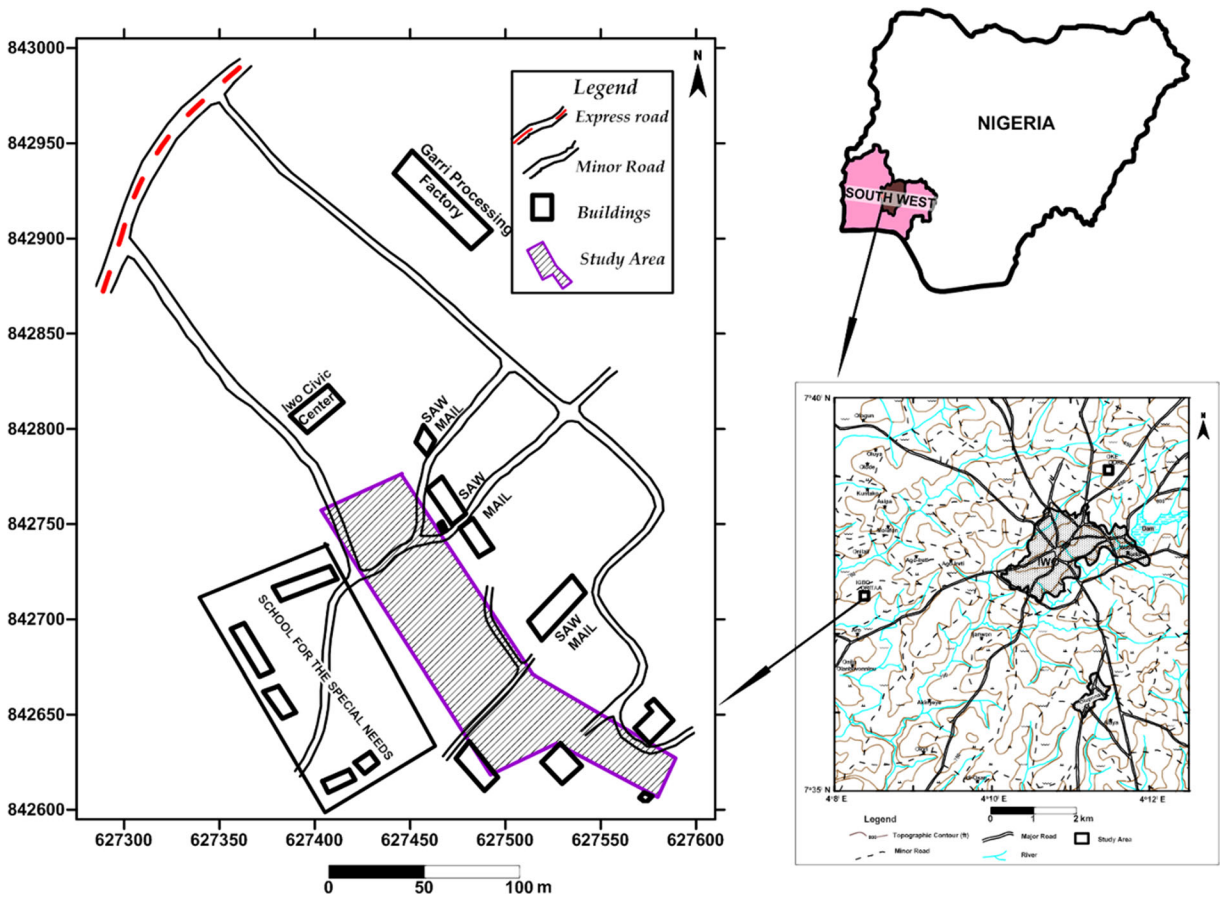 843000
842950
842900
842850
842800
842750
842700
842650
842600
627300
627350
627400
627450
627500
627550
627600
0
50
100 m
N
Legend
Express road
Minor Road
Buildings
Study Area
Garri Processing
Factory
Iwo Civic
Center
SAW
MAIL
SAW
MAIL
SAW
MAIL
SCHOOL FOR THE SPECIAL NEEDS
NIGERIA
SOUTH WEST
7°40' N
N
IWO
Dam
7°35' N
4°8' E
4°10' E
4°12' E
0
1
2 km
Legend
Topographic Contour (ft)
Major Road
Study Area
Minor Road
River